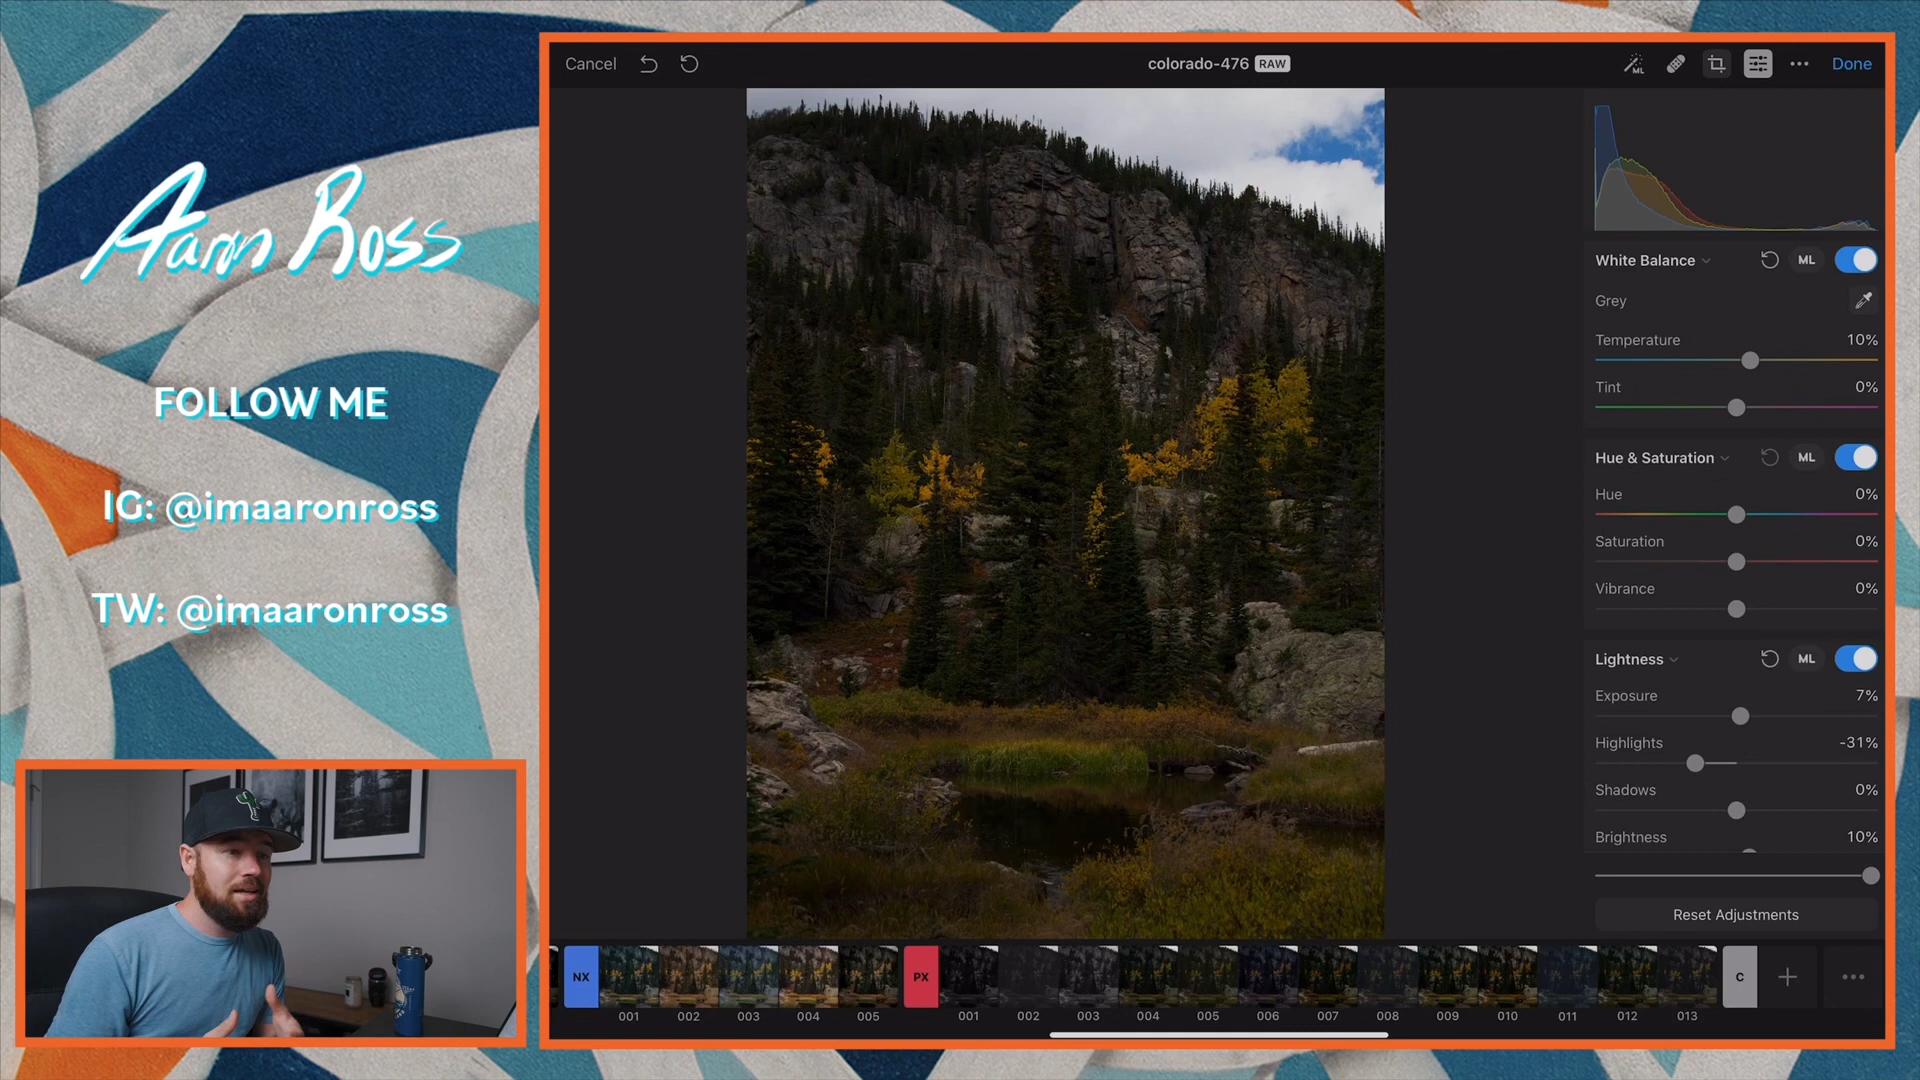 Aaron Ross
FOLLOW ME
IG: @imaaronross
TW: @imaaronross
Cancel
colorado-476 RAW
ML
Done
White Balance
ML
Grey
Temperature 10%
Tint 0%
Hue & Saturation
ML
Hue 0%
Saturation 0%
Vibrance 0%
Lightness
ML
Exposure 7%
Highlights -31%
Shadows 0%
Brightness 10%
Reset Adjustments
NX
PX
C
001 002 003 004 005 001 002 003 004 005 006 007 008 009 010 011 012 013